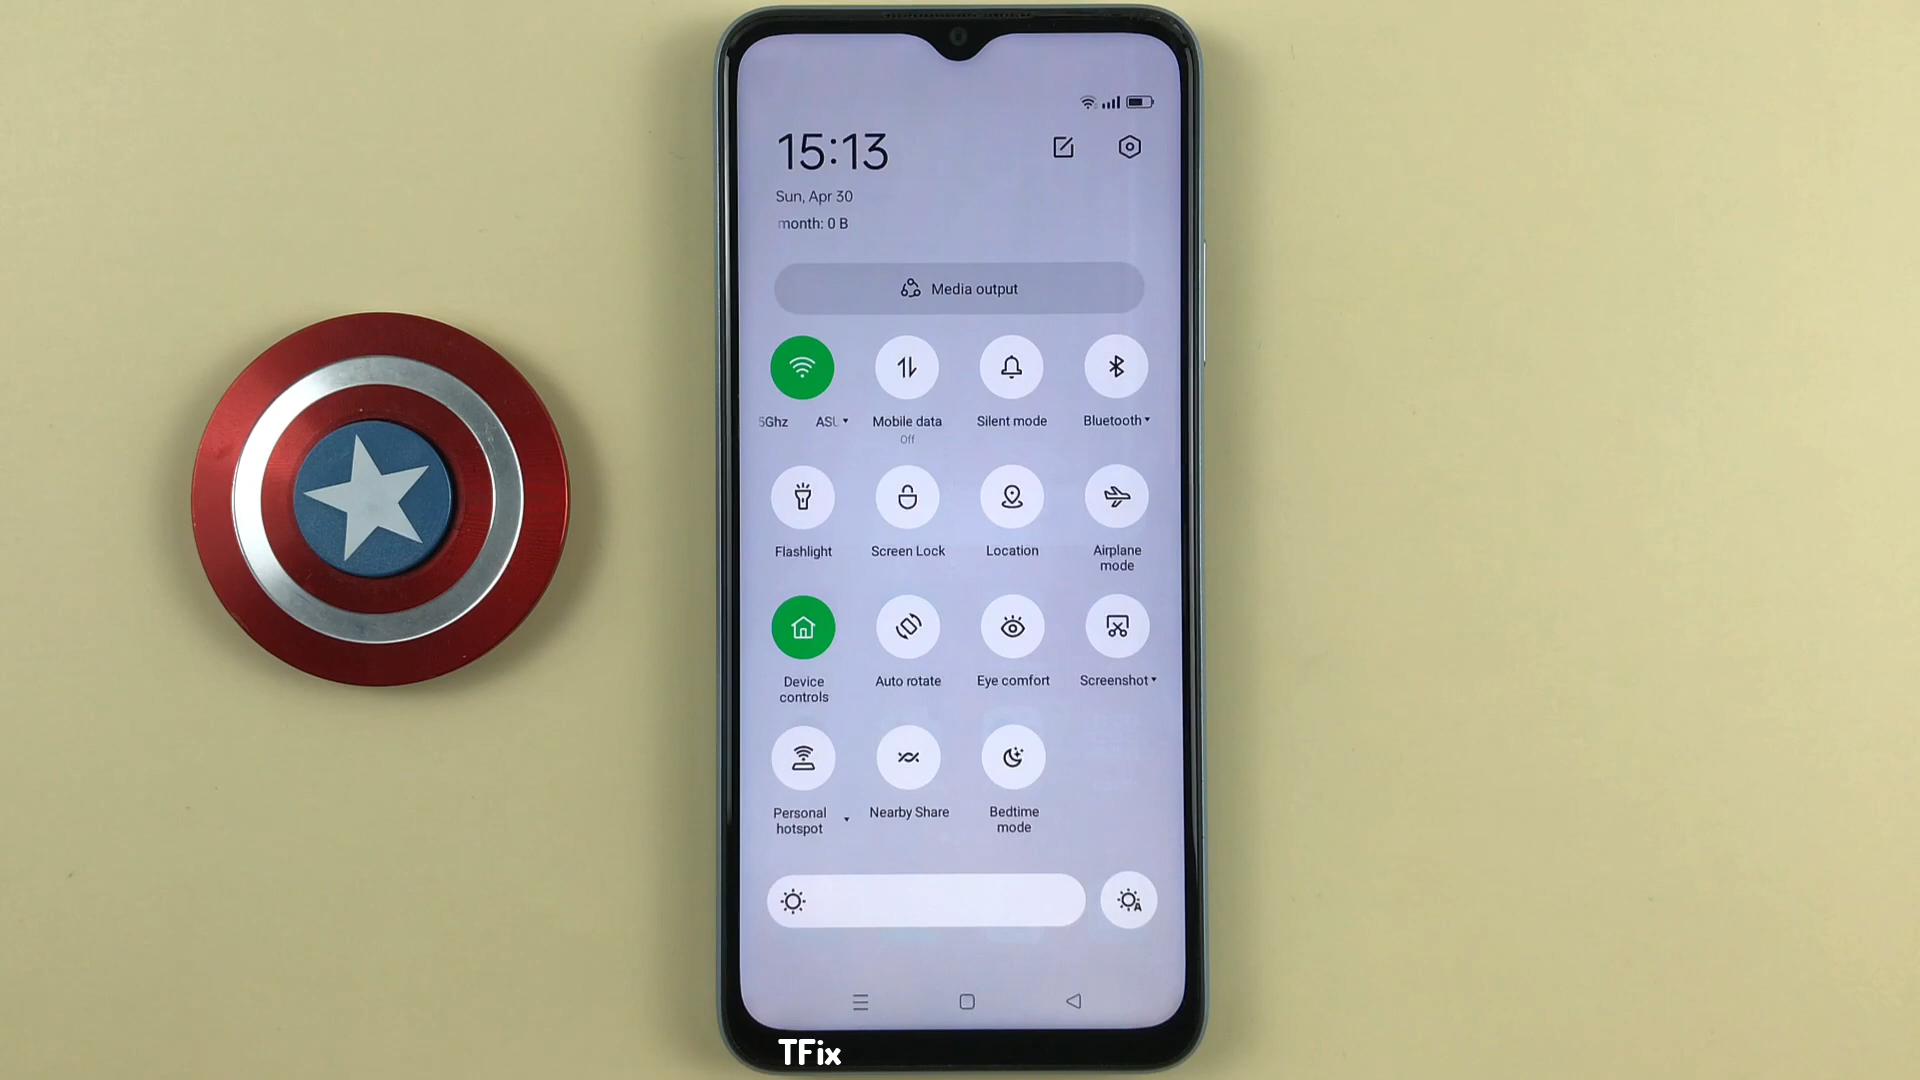 15:13
Sun, Apr 30
month: 0 B
Media output
5Ghz ASU
Mobile data
Off
Silent mode
Bluetooth
Flashlight
Screen Lock
Location
Airplane
mode
Device
controls
Auto rotate
Eye comfort
Screenshot
Personal
hotspot
Nearby Share
Bedtime
mode
A
TFix